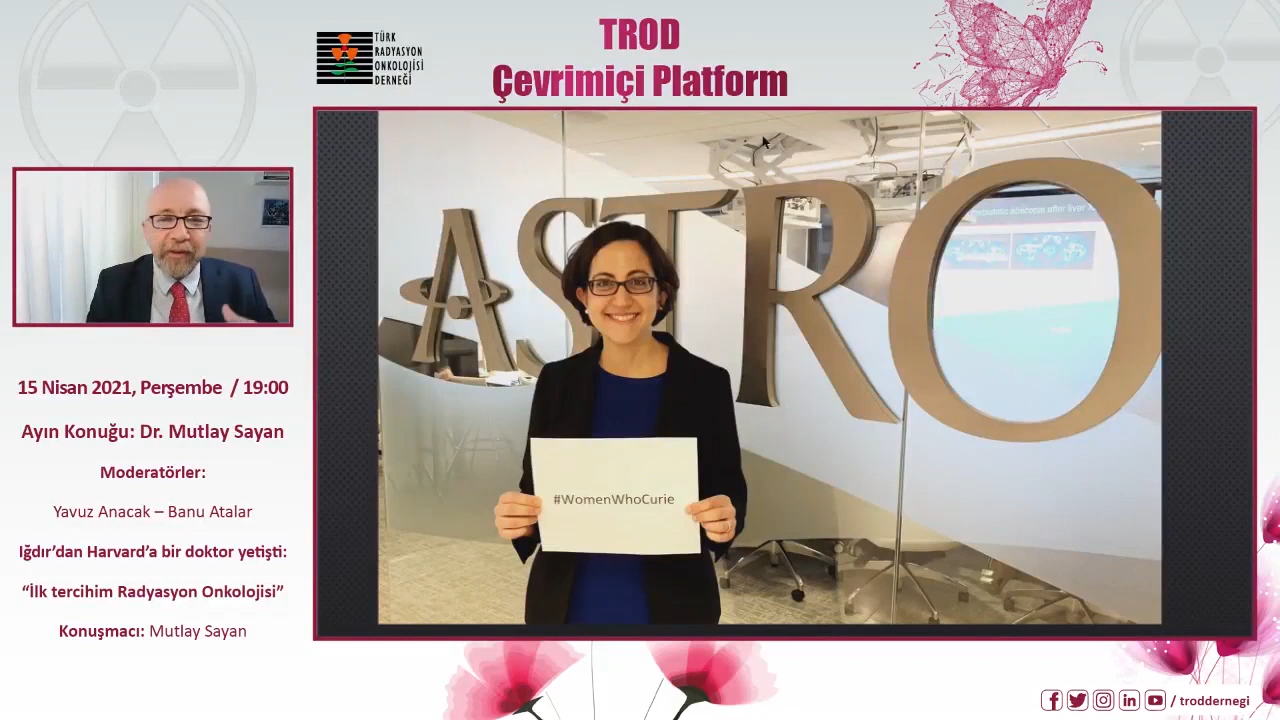 TROD
Çevrimiçi Platform
TÜRK
RADYASYON
ONKOLOJİSİ
DERNEĞİ
ASTRO
#WomenWhoCurie
15 Nisan 2021, Perşembe / 19:00
Ayın Konuğu: Dr. Mutlay Sayan
Moderatörler:
Yavuz Anacak – Banu Atalar
Iğdır’dan Harvard’a bir doktor yetişti:
“İlk tercihim Radyasyon Onkolojisi”
Konuşmacı: Mutlay Sayan
/ troddernegi